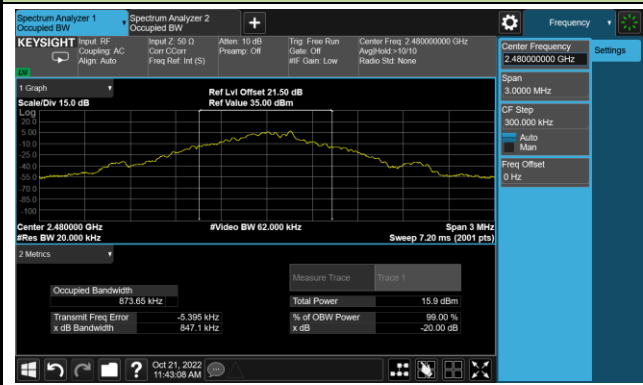 Spectrum Analyzer 1
Occupied BW
Spectrum Analyzer 2
Occupied BW
+
Frequency
KEYSIGHT
Input: RF
Coupling: AC
Align: Auto
Input Z: 50 Ω
Corr CCorr
Freq Ref: Int (S)
Atten: 10 dB
Preamp: Off
Trig: Free Run
Gate: Off
#IF Gain: Low
Center Freq: 2.480000000 GHz
Avg|Hold:>10/10
Radio Std: None
Center Frequency
2.480000000 GHz
Settings
Span
3.0000 MHz
CF Step
300.000 kHz
Auto
Man
Freq Offset
0 Hz
1 Graph
Scale/Div 15.0 dB
Ref Lvl Offset 21.50 dB
Ref Value 35.00 dBm
Log
20.0
5.00
-10.0
-25.0
-40.0
-55.0
-70.0
-85.0
-100
Center 2.480000 GHz
#Res BW 20.000 kHz
#Video BW 62.000 kHz
Span 3 MHz
Sweep 7.20 ms (2001 pts)
2 Metrics
Measure Trace
Trace 1
Occupied Bandwidth
873.65 kHz
Total Power
15.9 dBm
Transmit Freq Error
-5.395 kHz
% of OBW Power
99.00 %
x dB Bandwidth
847.1 kHz
x dB
-20.00 dB
?
Oct 21, 2022
11:43:08 AM